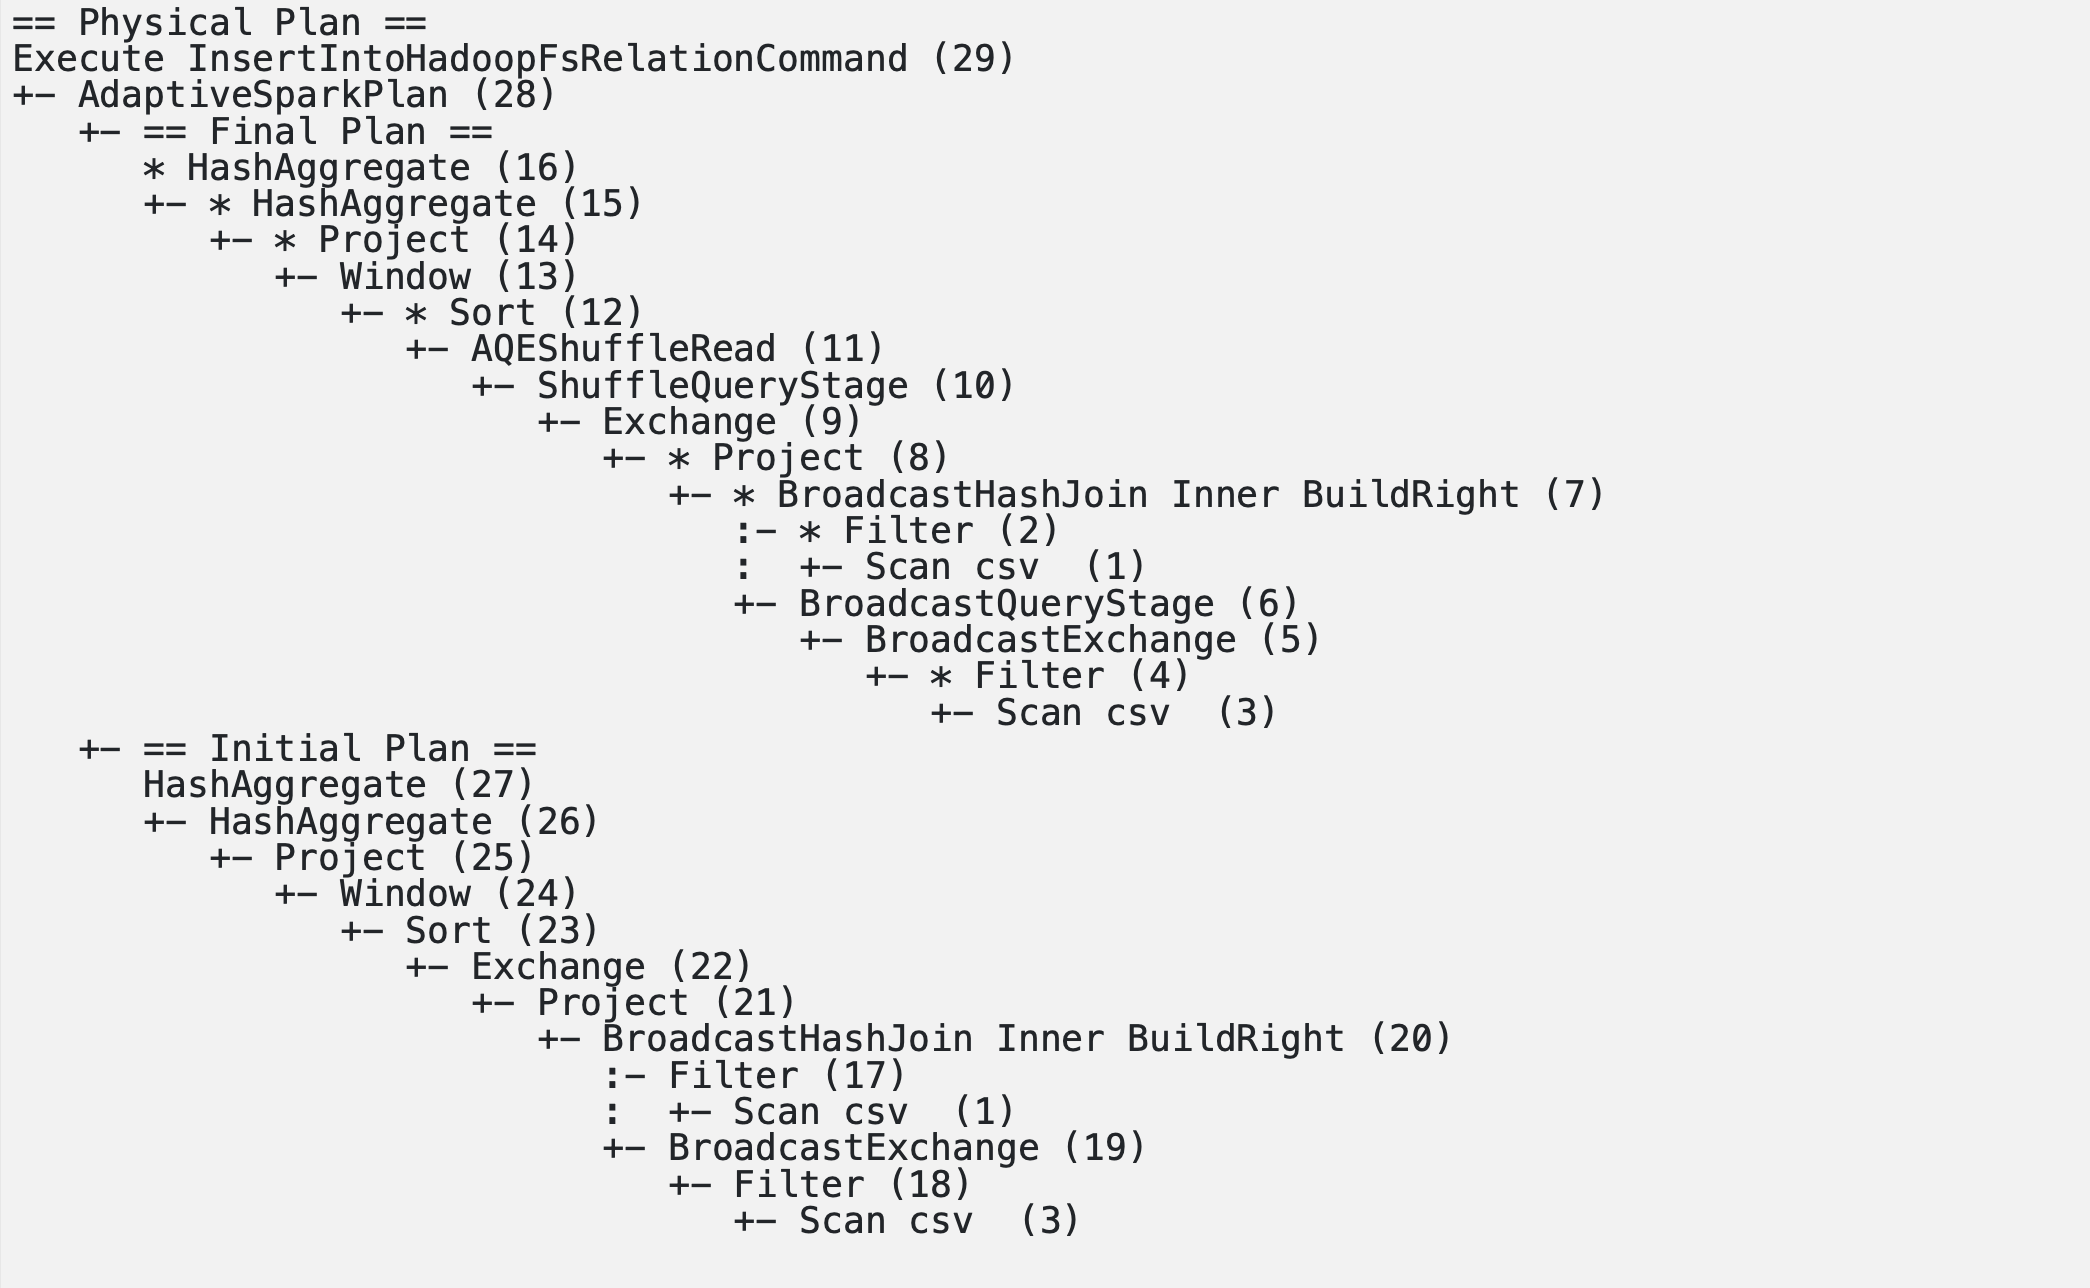 == Physical Plan ==
Execute InsertIntoHadoopFsRelationCommand (29)
+- AdaptiveSparkPlan (28)
   +- == Final Plan ==
      * HashAggregate (16)
      +- * HashAggregate (15)
         +- * Project (14)
            +- Window (13)
               +- * Sort (12)
                  +- AQEShuffleRead (11)
                     +- ShuffleQueryStage (10)
                        +- Exchange (9)
                           +- * Project (8)
                              +- * BroadcastHashJoin Inner BuildRight (7)
                                 :- * Filter (2)
                                 :  +- Scan csv  (1)
                                 +- BroadcastQueryStage (6)
                                    +- BroadcastExchange (5)
                                       +- * Filter (4)
                                          +- Scan csv  (3)
   +- == Initial Plan ==
      HashAggregate (27)
      +- HashAggregate (26)
         +- Project (25)
            +- Window (24)
               +- Sort (23)
                  +- Exchange (22)
                     +- Project (21)
                        +- BroadcastHashJoin Inner BuildRight (20)
                           :- Filter (17)
                           :  +- Scan csv  (1)
                           +- BroadcastExchange (19)
                              +- Filter (18)
                                 +- Scan csv  (3)